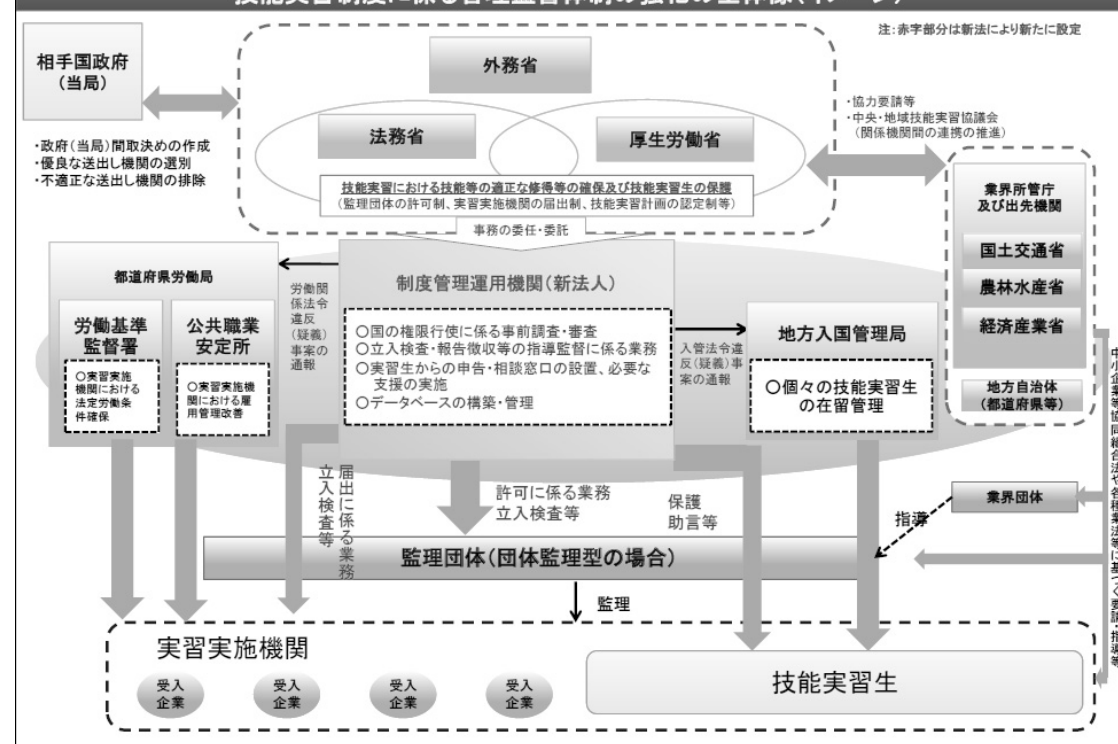 技能実習制度に係る管理監督体制の強化の全体像(イメージ)
注:赤字部分は新法により新たに設定
相手国政府
(当局)
・政府(当局)間取決めの作成
・優良な送出し機関の選別
・不適正な送出し機関の排除
外務省
法務省
厚生労働省
技能実習における技能等の適正な修得等の確保及び技能実習生の保護
(監理団体の許可制、実習実施機関の届出制、技能実習計画の認定制等)
事務の委任・委託
・協力要請等
・中央・地域技能実習協議会
(関係機関間の連携の推進)
業界所管庁
及び出先機関
国土交通省
農林水産省
経済産業省
地方自治体
(都道府県等)
都道府県労働局
労働基準
監督署
○実習実施
機関における
法定労働条
件確保
公共職業
安定所
○実習実施機
関における雇
用管理改善
労働関
係法令
違反
(疑義)
事案の
通報
制度管理運用機関(新法人)
○国の権限行使に係る事前調査・審査
○立入検査・報告徴収等の指導監督に係る業務
○実習生からの申告・相談窓口の設置、必要な
支援の実施
○データベースの構築・管理
入管法令違
反(疑義)事
案の通報
地方入国管理局
○個々の技能実習生
の在留管理
届出に係る業務
立入検査等
許可に係る業務
立入検査等
保護
助言等
業界団体
指導
中小企業等協同組合法や各種業法等に基づく要請・指導等
監理団体(団体監理型の場合)
監理
実習実施機関
受入
企業
受入
企業
受入
企業
受入
企業
技能実習生